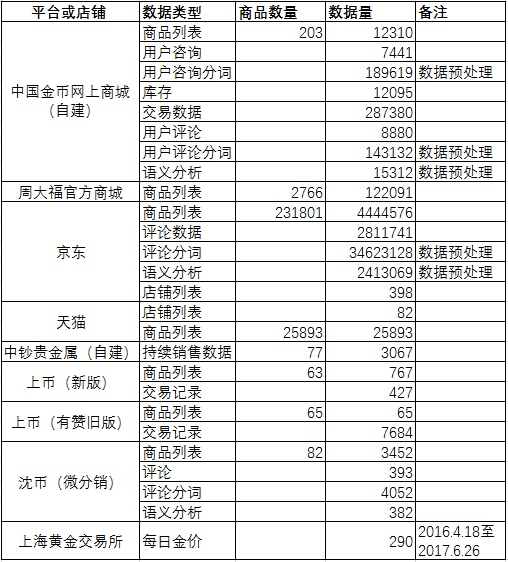 平台或店铺 数据类型 商品数量 数据量 备注
中国金币网上商城
（自建）
商品列表 203 12310
用户咨询 7441
用户咨询分词 189619 数据预处理
库存 12095
交易数据 287380
用户评论 8880
用户评论分词 143132 数据预处理
语义分析 15312 数据预处理
周大福官方商城 商品列表 2766 122091
京东
商品列表 231801 4444576
评论数据 2811741
评论分词 34623128 数据预处理
语义分析 2413069 数据预处理
店铺列表 398
天猫
店铺列表 82
商品列表 25893 25893
中钞贵金属（自建） 持续销售数据 77 3067
上币（新版）
商品列表 63 767
交易记录 427
上币（有赞旧版）
商品列表 65 65
交易记录 7684
沈币（微分销）
商品列表 82 3452
评论 393
评论分词 4052
语义分析 382
上海黄金交易所 每日金价 290 2016.4.18至
2017.6.26